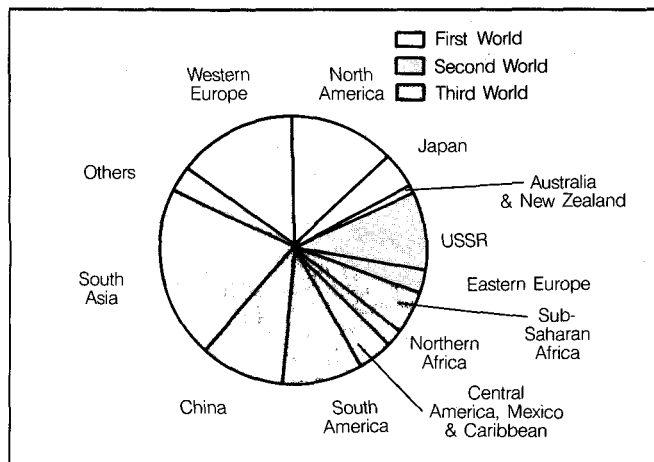 First World
Second World
Third World
Western
Europe
North
America
Japan
Others
Australia
& New Zealand
USSR
South
Asia
Eastern Europe
Sub-
Saharan
Africa
Northern
Africa
China
South
America
Central
America, Mexico
& Caribbean